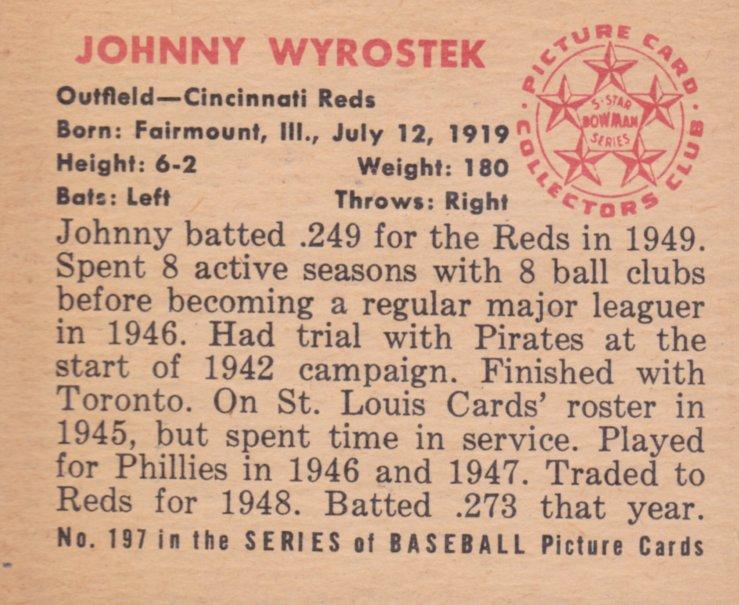 JOHNNY WYROSTEK
Outfield—Cincinnati Reds
Born: Fairmount, Ill., July 12, 1919
Height: 6-2 Weight: 180
Bats: Left Throws: Right
PICTURE CARD
COLLECTORS CLUB
5-STAR
BOWMAN
SERIES
Johnny batted .249 for the Reds in 1949.
Spent 8 active seasons with 8 ball clubs
before becoming a regular major leaguer
in 1946. Had trial with Pirates at the
start of 1942 campaign. Finished with
Toronto. On St. Louis Cards' roster in
1945, but spent time in service. Played
for Phillies in 1946 and 1947. Traded to
Reds for 1948. Batted .273 that year.
No. 197 in the SERIES of BASEBALL Picture Cards